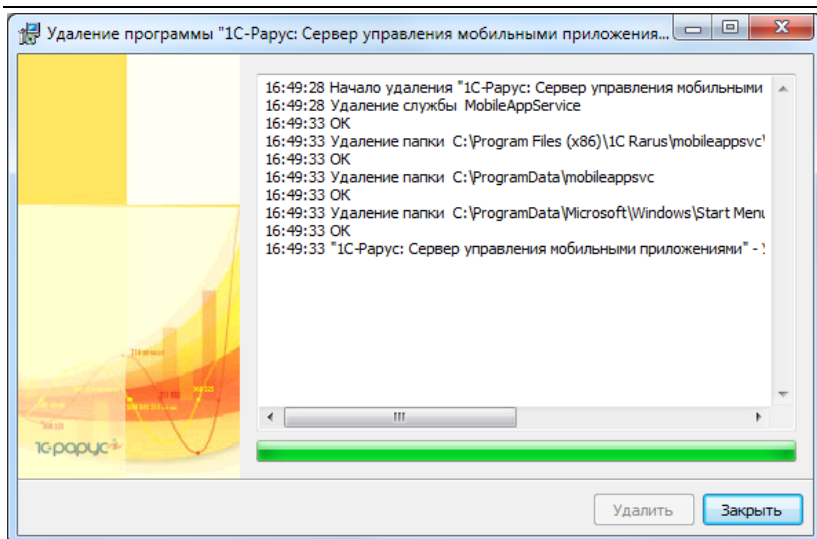 Удаление программы "1С-Рарус: Сервер управления мобильными приложения...
16:49:28 Начало удаления "1С-Рарус: Сервер управления мобильными
16:49:28 Удаление службы MobileAppService
16:49:33 OK
16:49:33 Удаление папки C:\Program Files (x86)\1C Rarus\mobileappsvc\
16:49:33 OK
16:49:33 Удаление папки C:\ProgramData\mobileappsvc
16:49:33 OK
16:49:33 Удаление папки C:\ProgramData\Microsoft\Windows\Start Menu
16:49:33 OK
16:49:33 "1С-Рарус: Сервер управления мобильными приложениями" -
1С·рарус
Удалить
Закрыть